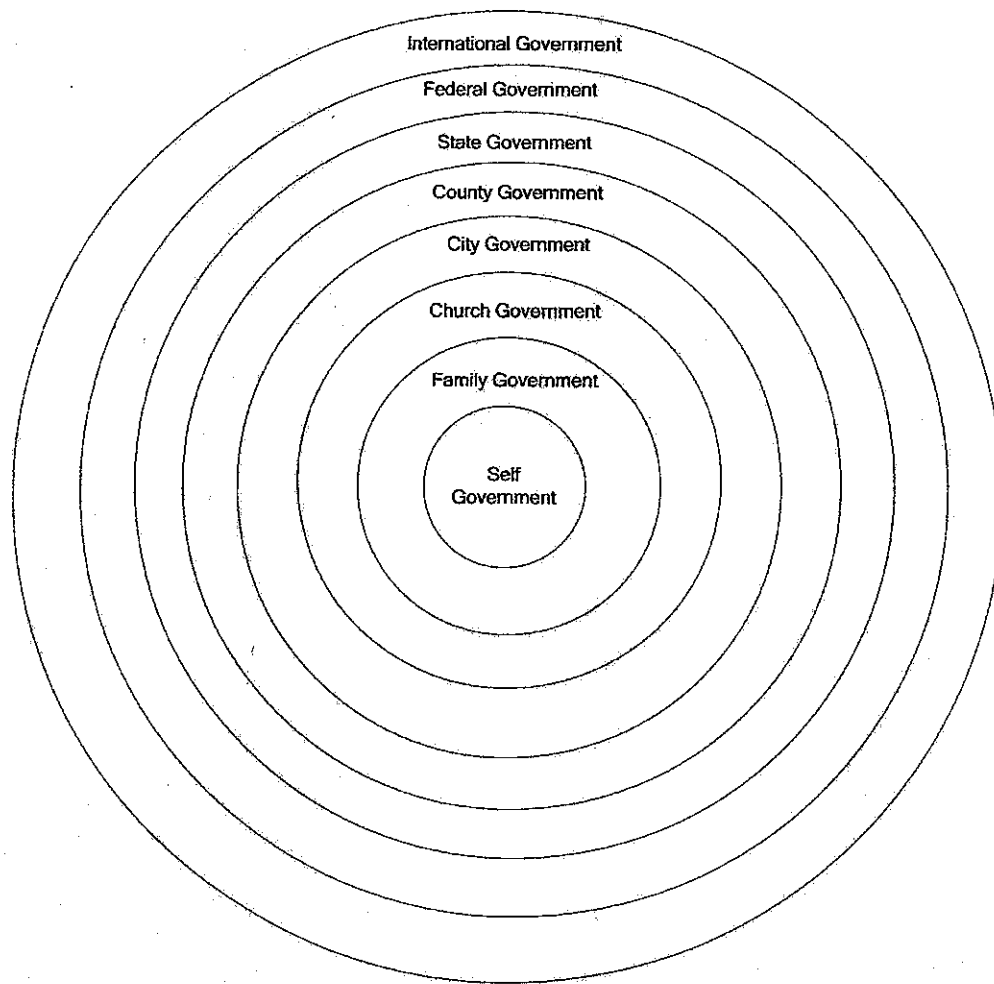 International Government
Federal Government
State Government
County Government
City Government
Church Government
Family Government
Self
Government